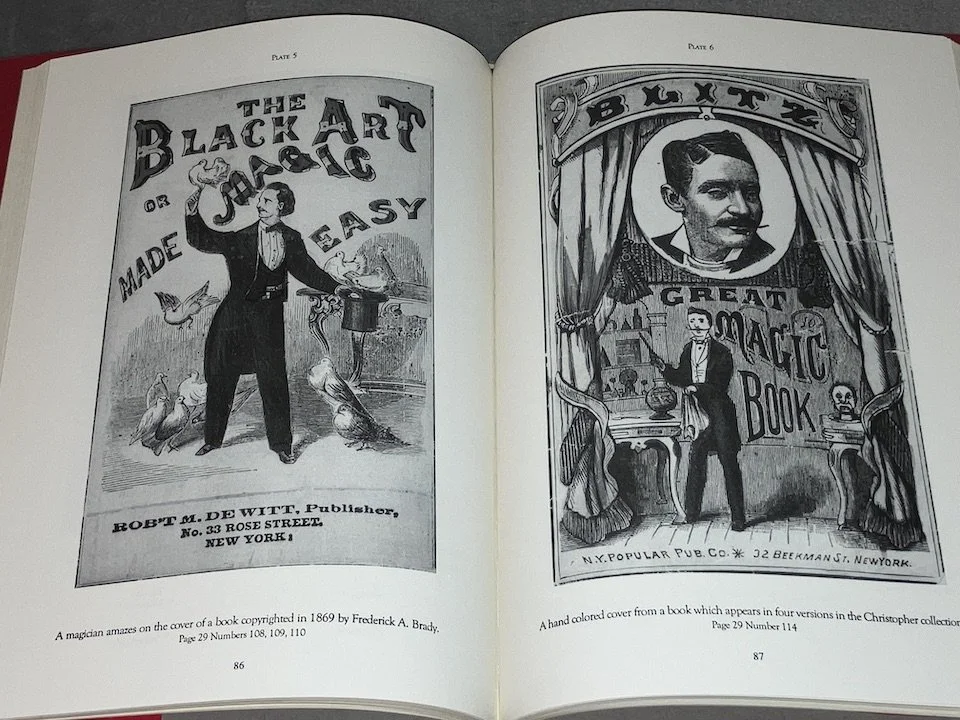 PLATE 5
THE
BLACK ART
OR MAGIC
MADE EASY
ROB'T M. DE WITT, Publisher,
No. 33 ROSE STREET,
NEW YORK;
A magician amazes on the cover of a book copyrighted in 1869 by Frederick A. Brady.
Page 29 Numbers 108, 109, 110
86
PLATE 6
BLITZ
GREAT
MAGIC
BOOK
N.Y. POPULAR PUB. CO. * 32 BEEKMAN ST. NEWYORK.
A hand colored cover from a book which appears in four versions in the Christopher collection
Page 29 Number 114
87